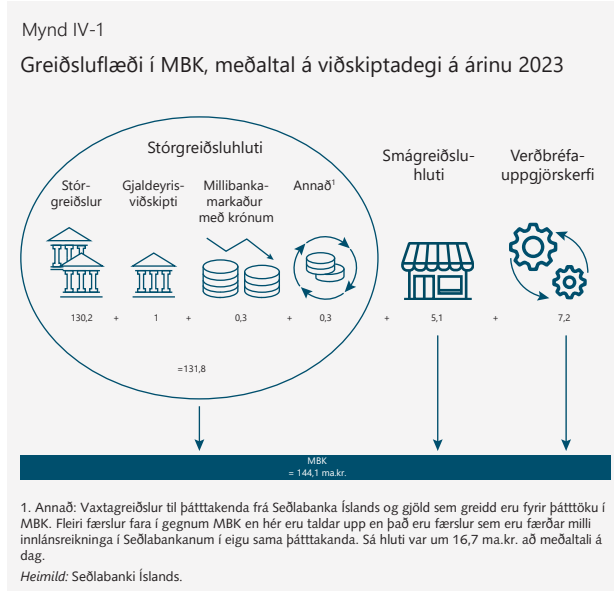 Mynd IV-1
Greiðsluflæði í MBK, meðaltal á viðskiptadegi á árinu 2023
Stórgreiðsluhluti
Stór-
greiðslur
Gjaldeyris-
viðskipti
Millibanka-
markaður
með krónum
Annað¹
Smágreiðslu-
hluti
Verðbréfa-
uppgjörskerfi
130,2 + 1 + 0,3 + 0,3 + 5,1 + 7,2
=131,8
MBK
= 144,1 ma.kr.
1. Annað: Vaxtagreiðslur til þátttakenda frá Seðlabanka Íslands og gjöld sem greidd eru fyrir þátttöku í
MBK. Fleiri færslur fara í gegnum MBK en hér eru taldar upp en það eru færslur sem eru færðar milli
innlánsreikninga í Seðlabankanum í eigu sama þátttakanda. Sá hluti var um 16,7 ma.kr. að meðaltali á
dag.
Heimild: Seðlabanki Íslands.